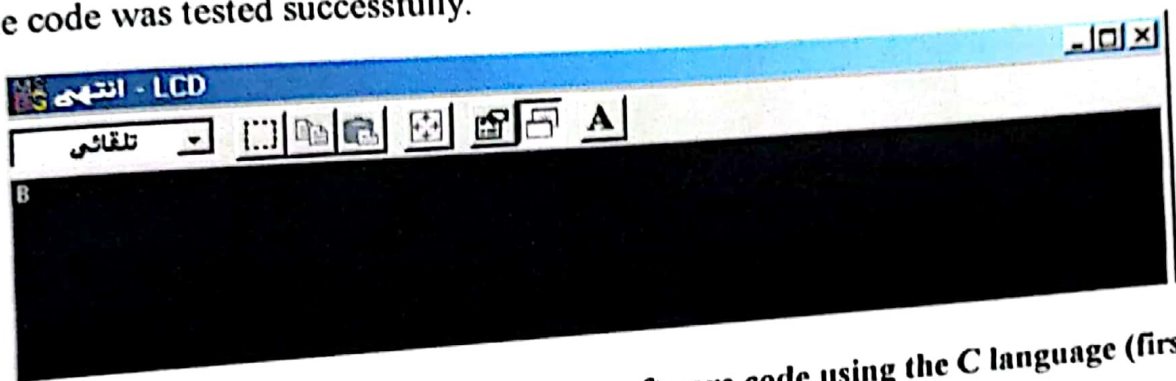 e code was tested successfully.
انتهى - LCD
تلقائي
A
B
code using the C language (firs